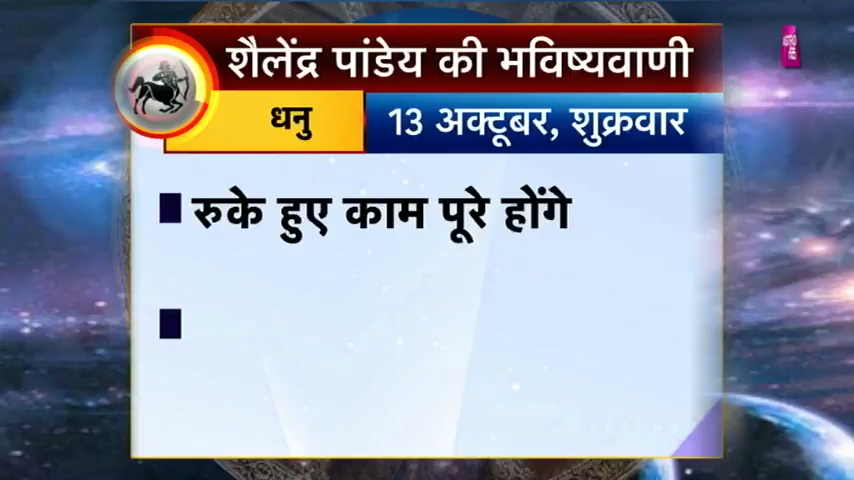 शैलेंद्र पांडेय की भविष्यवाणी
धनु
13 अक्टूबर, शुक्रवार
रुके हुए काम पूरे होंगे